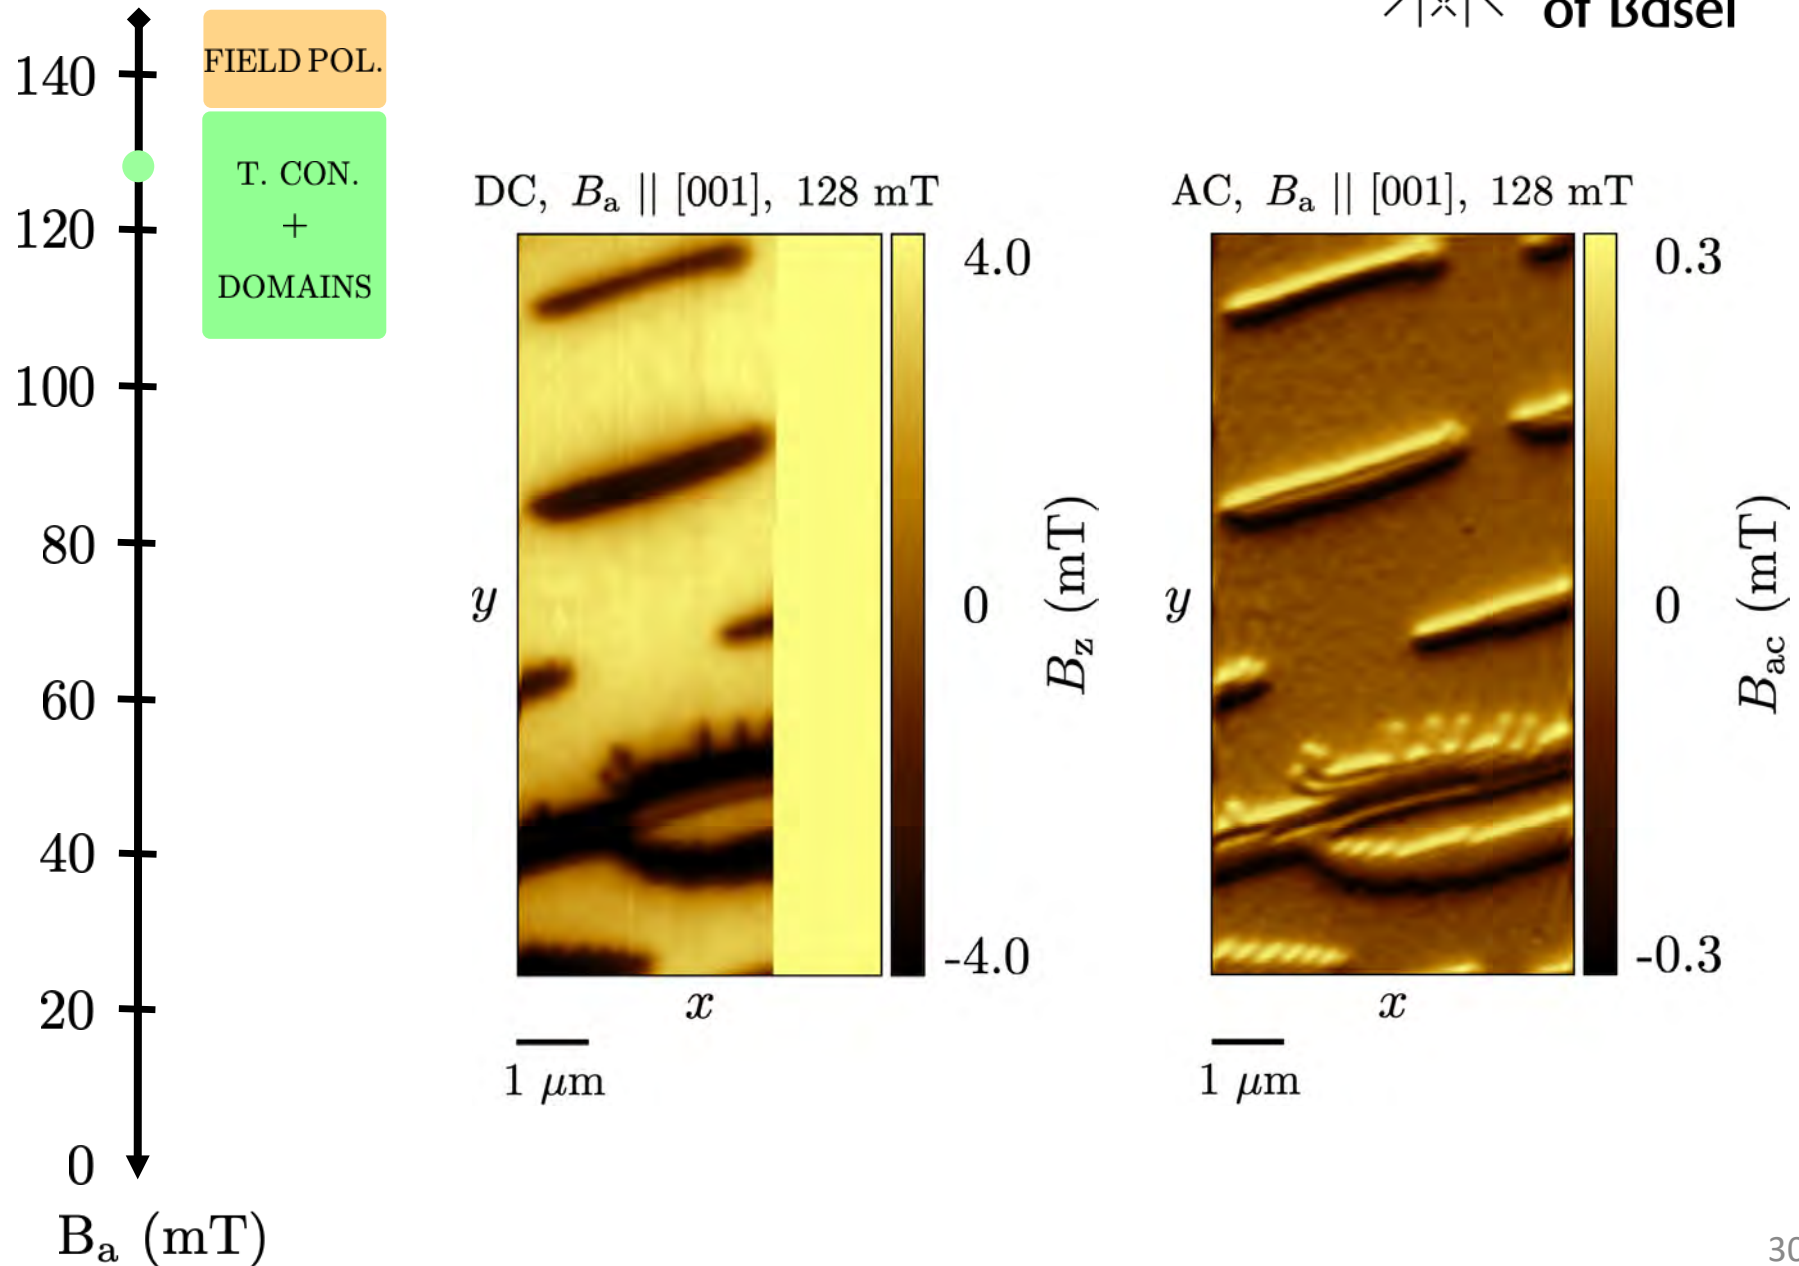 of Basel
140
120
100
80
60
40
20
0
Bₐ (mT)
FIELD POL.
T. CON.
+
DOMAINS
DC, Bₐ || [001], 128 mT
y
x
4.0
0
-4.0
B_z (mT)
1 μm
AC, Bₐ || [001], 128 mT
y
x
0.3
0
-0.3
B_ac (mT)
1 μm
30